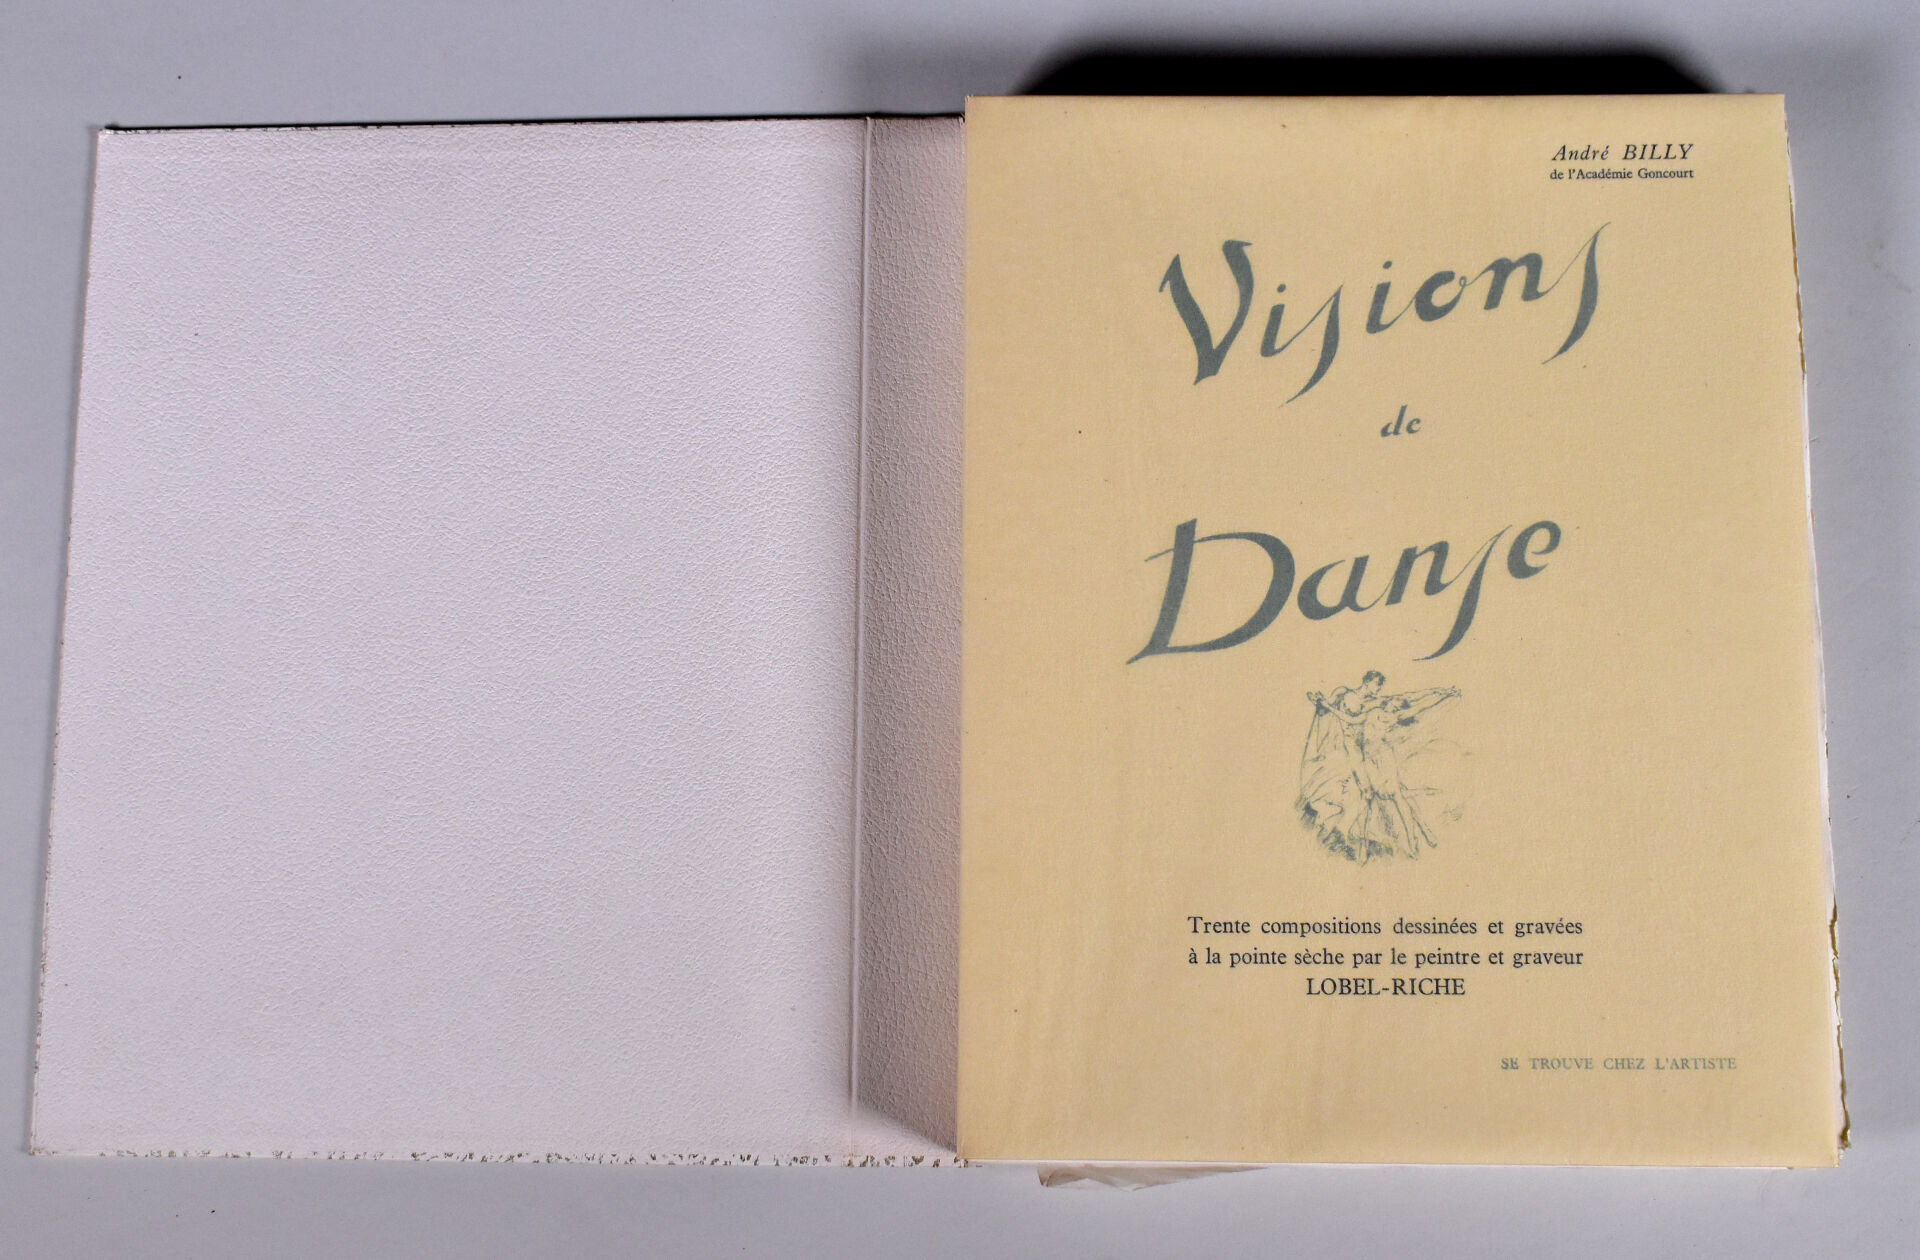 André BILLY
de l'Académie Goncourt
Visions
de
Danse
Trente compositions dessinées et gravées
à la pointe sèche par le peintre et graveur
LOBEL-RICHE
SE TROUVE CHEZ L'ARTISTE